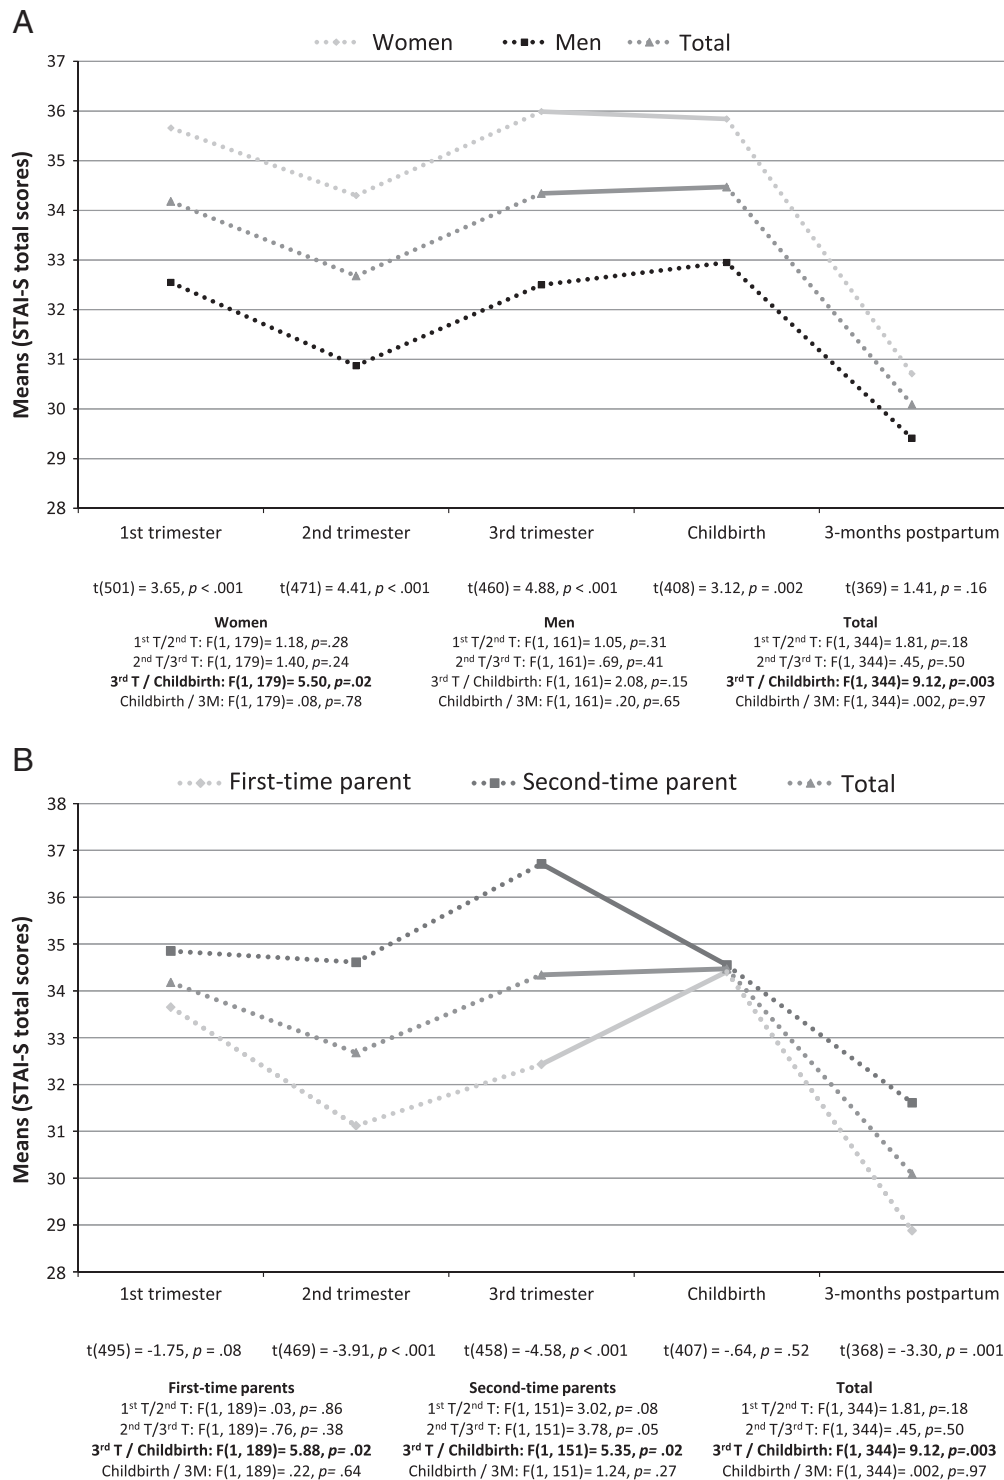 A
Women Men Total
37
36
35
34
33
32
31
30
29
28
Means (STAI-S total scores)
1st trimester 2nd trimester 3rd trimester Childbirth 3-months postpartum
t(501) = 3.65, p < .001 t(471) = 4.41, p < .001 t(460) = 4.88, p < .001 t(408) = 3.12, p = .002 t(369) = 1.41, p = .16
Women Men Total
1st T/2nd T: F(1, 179)= 1.18, p=.28 1st T/2nd T: F(1, 161)= 1.05, p=.31 1st T/2nd T: F(1, 344)= 1.81, p=.18
2nd T/3rd T: F(1, 179)= 1.40, p=.24 2nd T/3rd T: F(1, 161)= .69, p=.41 2nd T/3rd T: F(1, 344)= .45, p=.50
3rd T / Childbirth: F(1, 179)= 5.50, p=.02 3rd T / Childbirth: F(1, 161)= 2.08, p=.15 3rd T / Childbirth: F(1, 344)= 9.12, p=.003
Childbirth / 3M: F(1, 179)= .08, p=.78 Childbirth / 3M: F(1, 161)= .20, p=.65 Childbirth / 3M: F(1, 344)= .002, p=.97
B
First-time parent Second-time parent Total
38
37
36
35
34
33
32
31
30
29
28
Means (STAI-S total scores)
1st trimester 2nd trimester 3rd trimester Childbirth 3-months postpartum
t(495) = -1.75, p = .08 t(469) = -3.91, p < .001 t(458) = -4.58, p < .001 t(407) = -.64, p = .52 t(368) = -3.30, p = .001
First-time parents Second-time parents Total
1st T/2nd T: F(1, 189)= .03, p= .86 1st T/2nd T: F(1, 151)= 3.02, p= .08 1st T/2nd T: F(1, 344)= 1.81, p=.18
2nd T/3rd T: F(1, 189)= .76, p= .38 2nd T/3rd T: F(1, 151)= 3.78, p= .05 2nd T/3rd T: F(1, 344)= .45, p=.50
3rd T / Childbirth: F(1, 189)= 5.88, p= .02 3rd T / Childbirth: F(1, 151)= 5.35, p= .02 3rd T / Childbirth: F(1, 344)= 9.12, p=.003
Childbirth / 3M: F(1, 189)= .22, p= .64 Childbirth / 3M: F(1, 151)= 1.24, p= .27 Childbirth / 3M: F(1, 344)= .002, p=.97